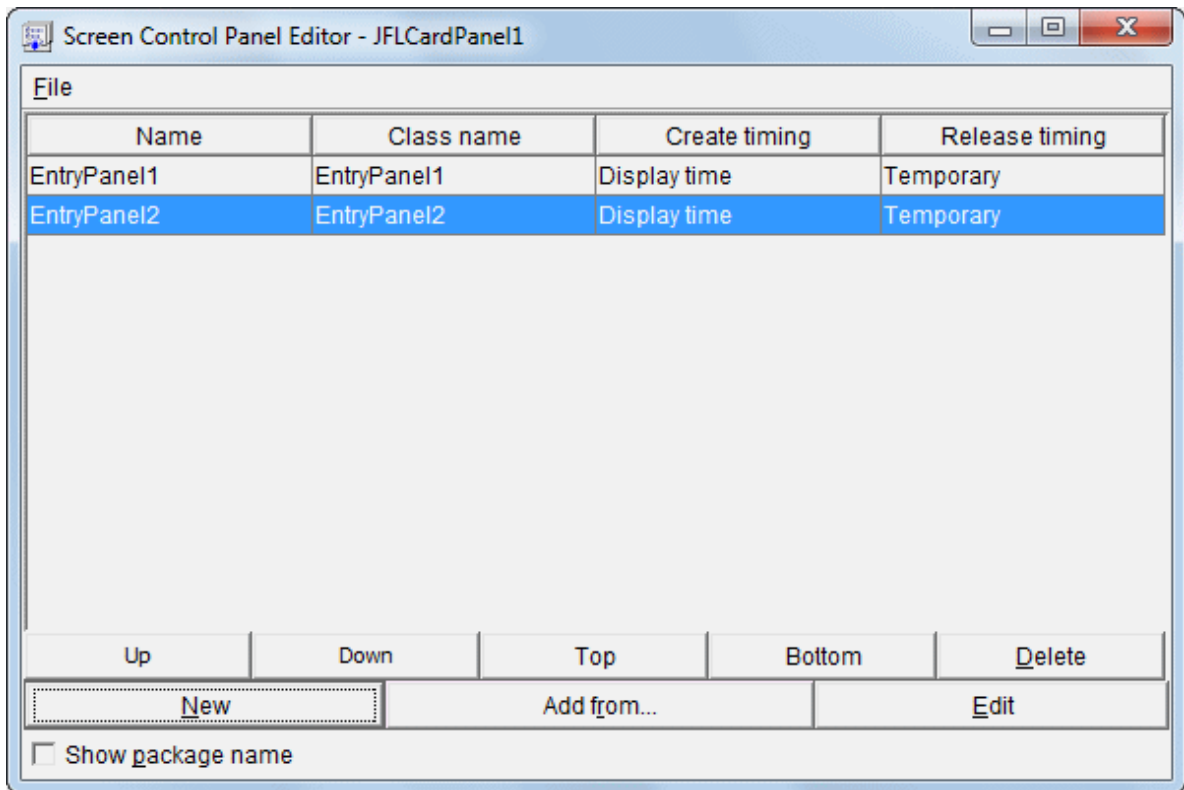 Screen Control Panel Editor - JFLCardPanel1
File
Name Class name Create timing Release timing
EntryPanel1 EntryPanel1 Display time Temporary
EntryPanel2 EntryPanel2 Display time Temporary
Up Down Top Bottom Delete
New Add from... Edit
Show package name